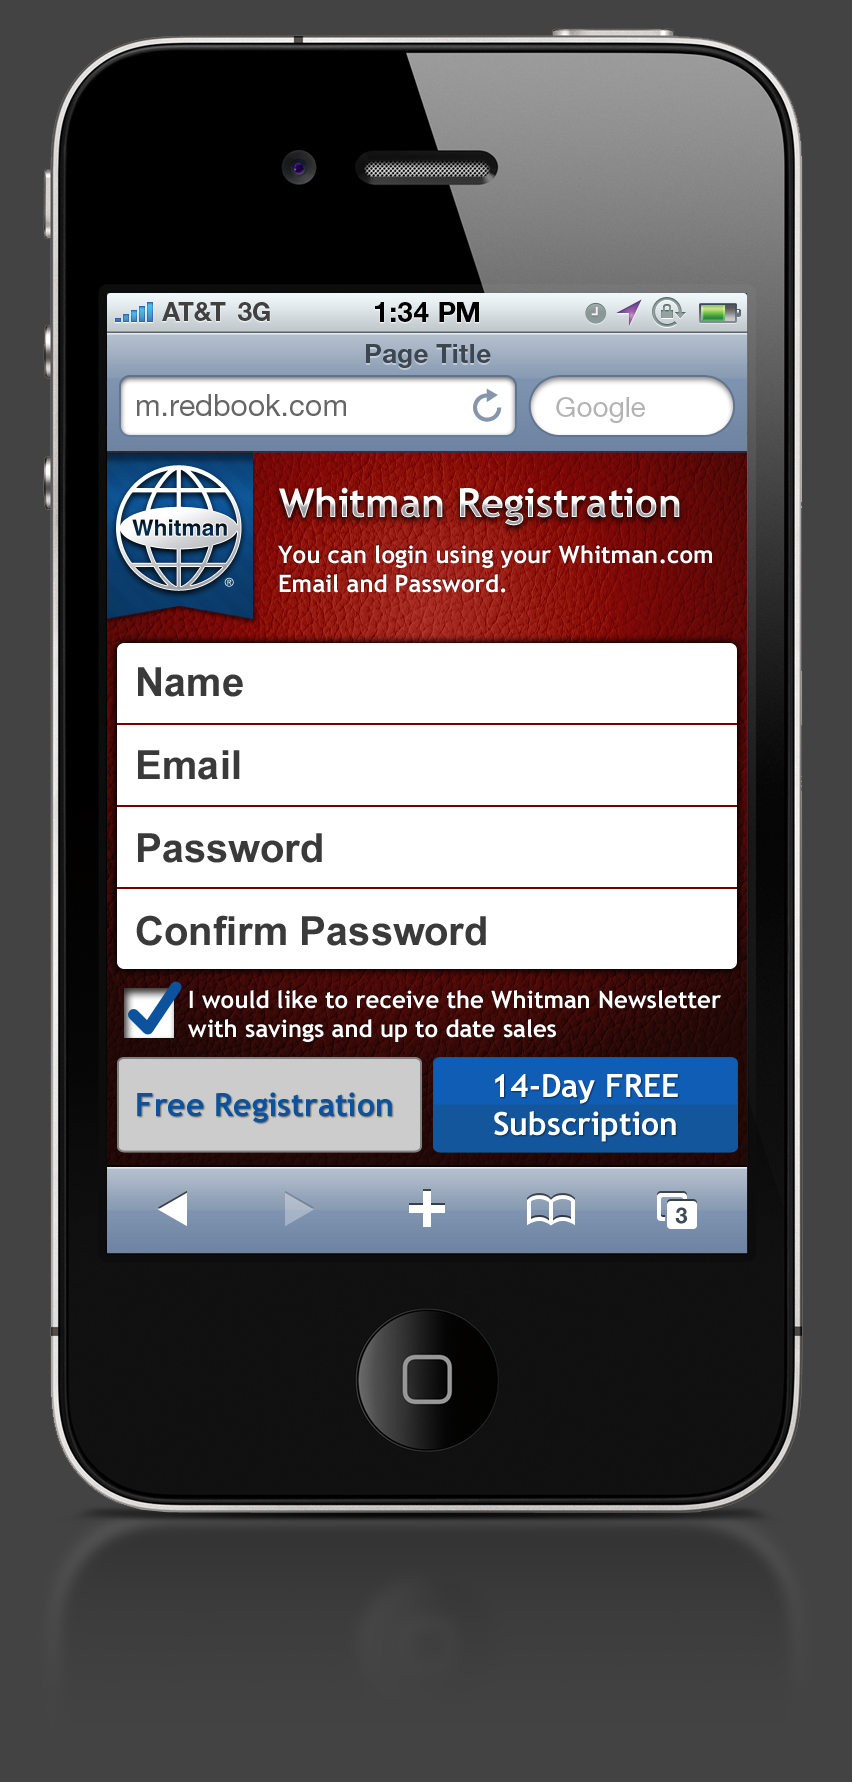 AT&T 3G 1:34 PM
Page Title
m.redbook.com Google
Whitman ®
Whitman Registration
You can login using your Whitman.com
Email and Password.
Name
Email
Password
Confirm Password
I would like to receive the Whitman Newsletter
with savings and up to date sales
Free Registration
14-Day FREE
Subscription
3